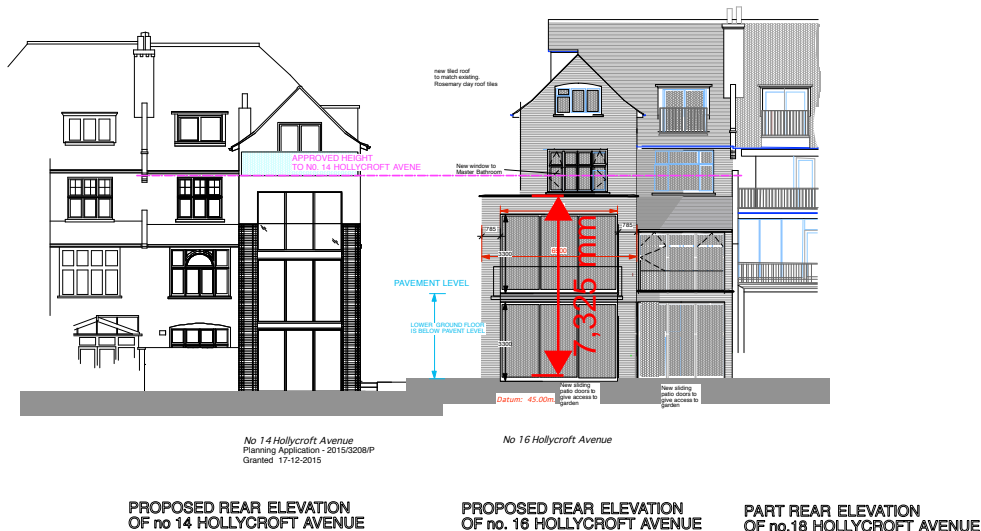 new tiled roof
to match existing.
Rosemary clay roof tiles
APPROVED HEIGHT
TO N0. 14 HOLLYCROFT AVENE
New window to
Master Bathroom
785
785
6500
3300
7,325 mm
PAVEMENT LEVEL
LOWER GROUND FLOOR
IS BELOW PAVENT LEVEL
3300
New sliding
patio doors to
give access to
garden
New sliding
patio doors to
give access to
garden
Datum: 45.00m
No 14 Hollycroft Avenue
Planning Application - 2015/3208/P
Granted 17-12-2015
No 16 Hollycroft Avenue
PROPOSED REAR ELEVATION
OF no 14 HOLLYCROFT AVENUE
PROPOSED REAR ELEVATION
OF no. 16 HOLLYCROFT AVENUE
PART REAR ELEVATION
OF no.18 HOLLYCROFT AVENUE